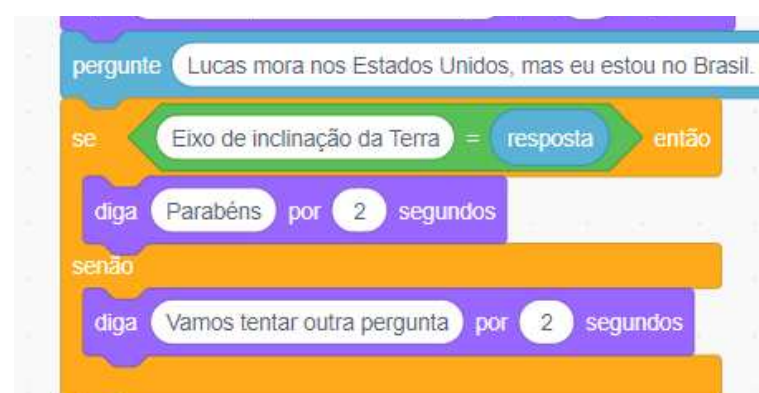 pergunte Lucas mora nos Estados Unidos, mas eu estou no Brasil.
se Eixo de inclinação da Terra = resposta então
diga Parabéns por 2 segundos
senão
diga Vamos tentar outra pergunta por 2 segundos